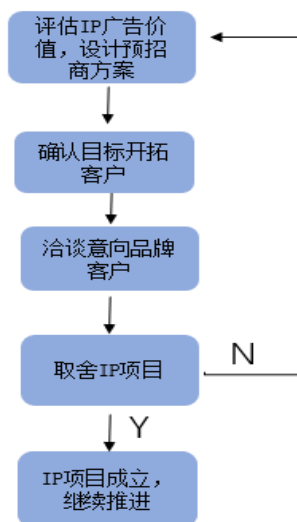 评估IP广告价
值，设计预招
商方案
确认目标开拓
客户
洽谈意向品牌
客户
取舍IP项目
N
Y
IP项目成立，
继续推进